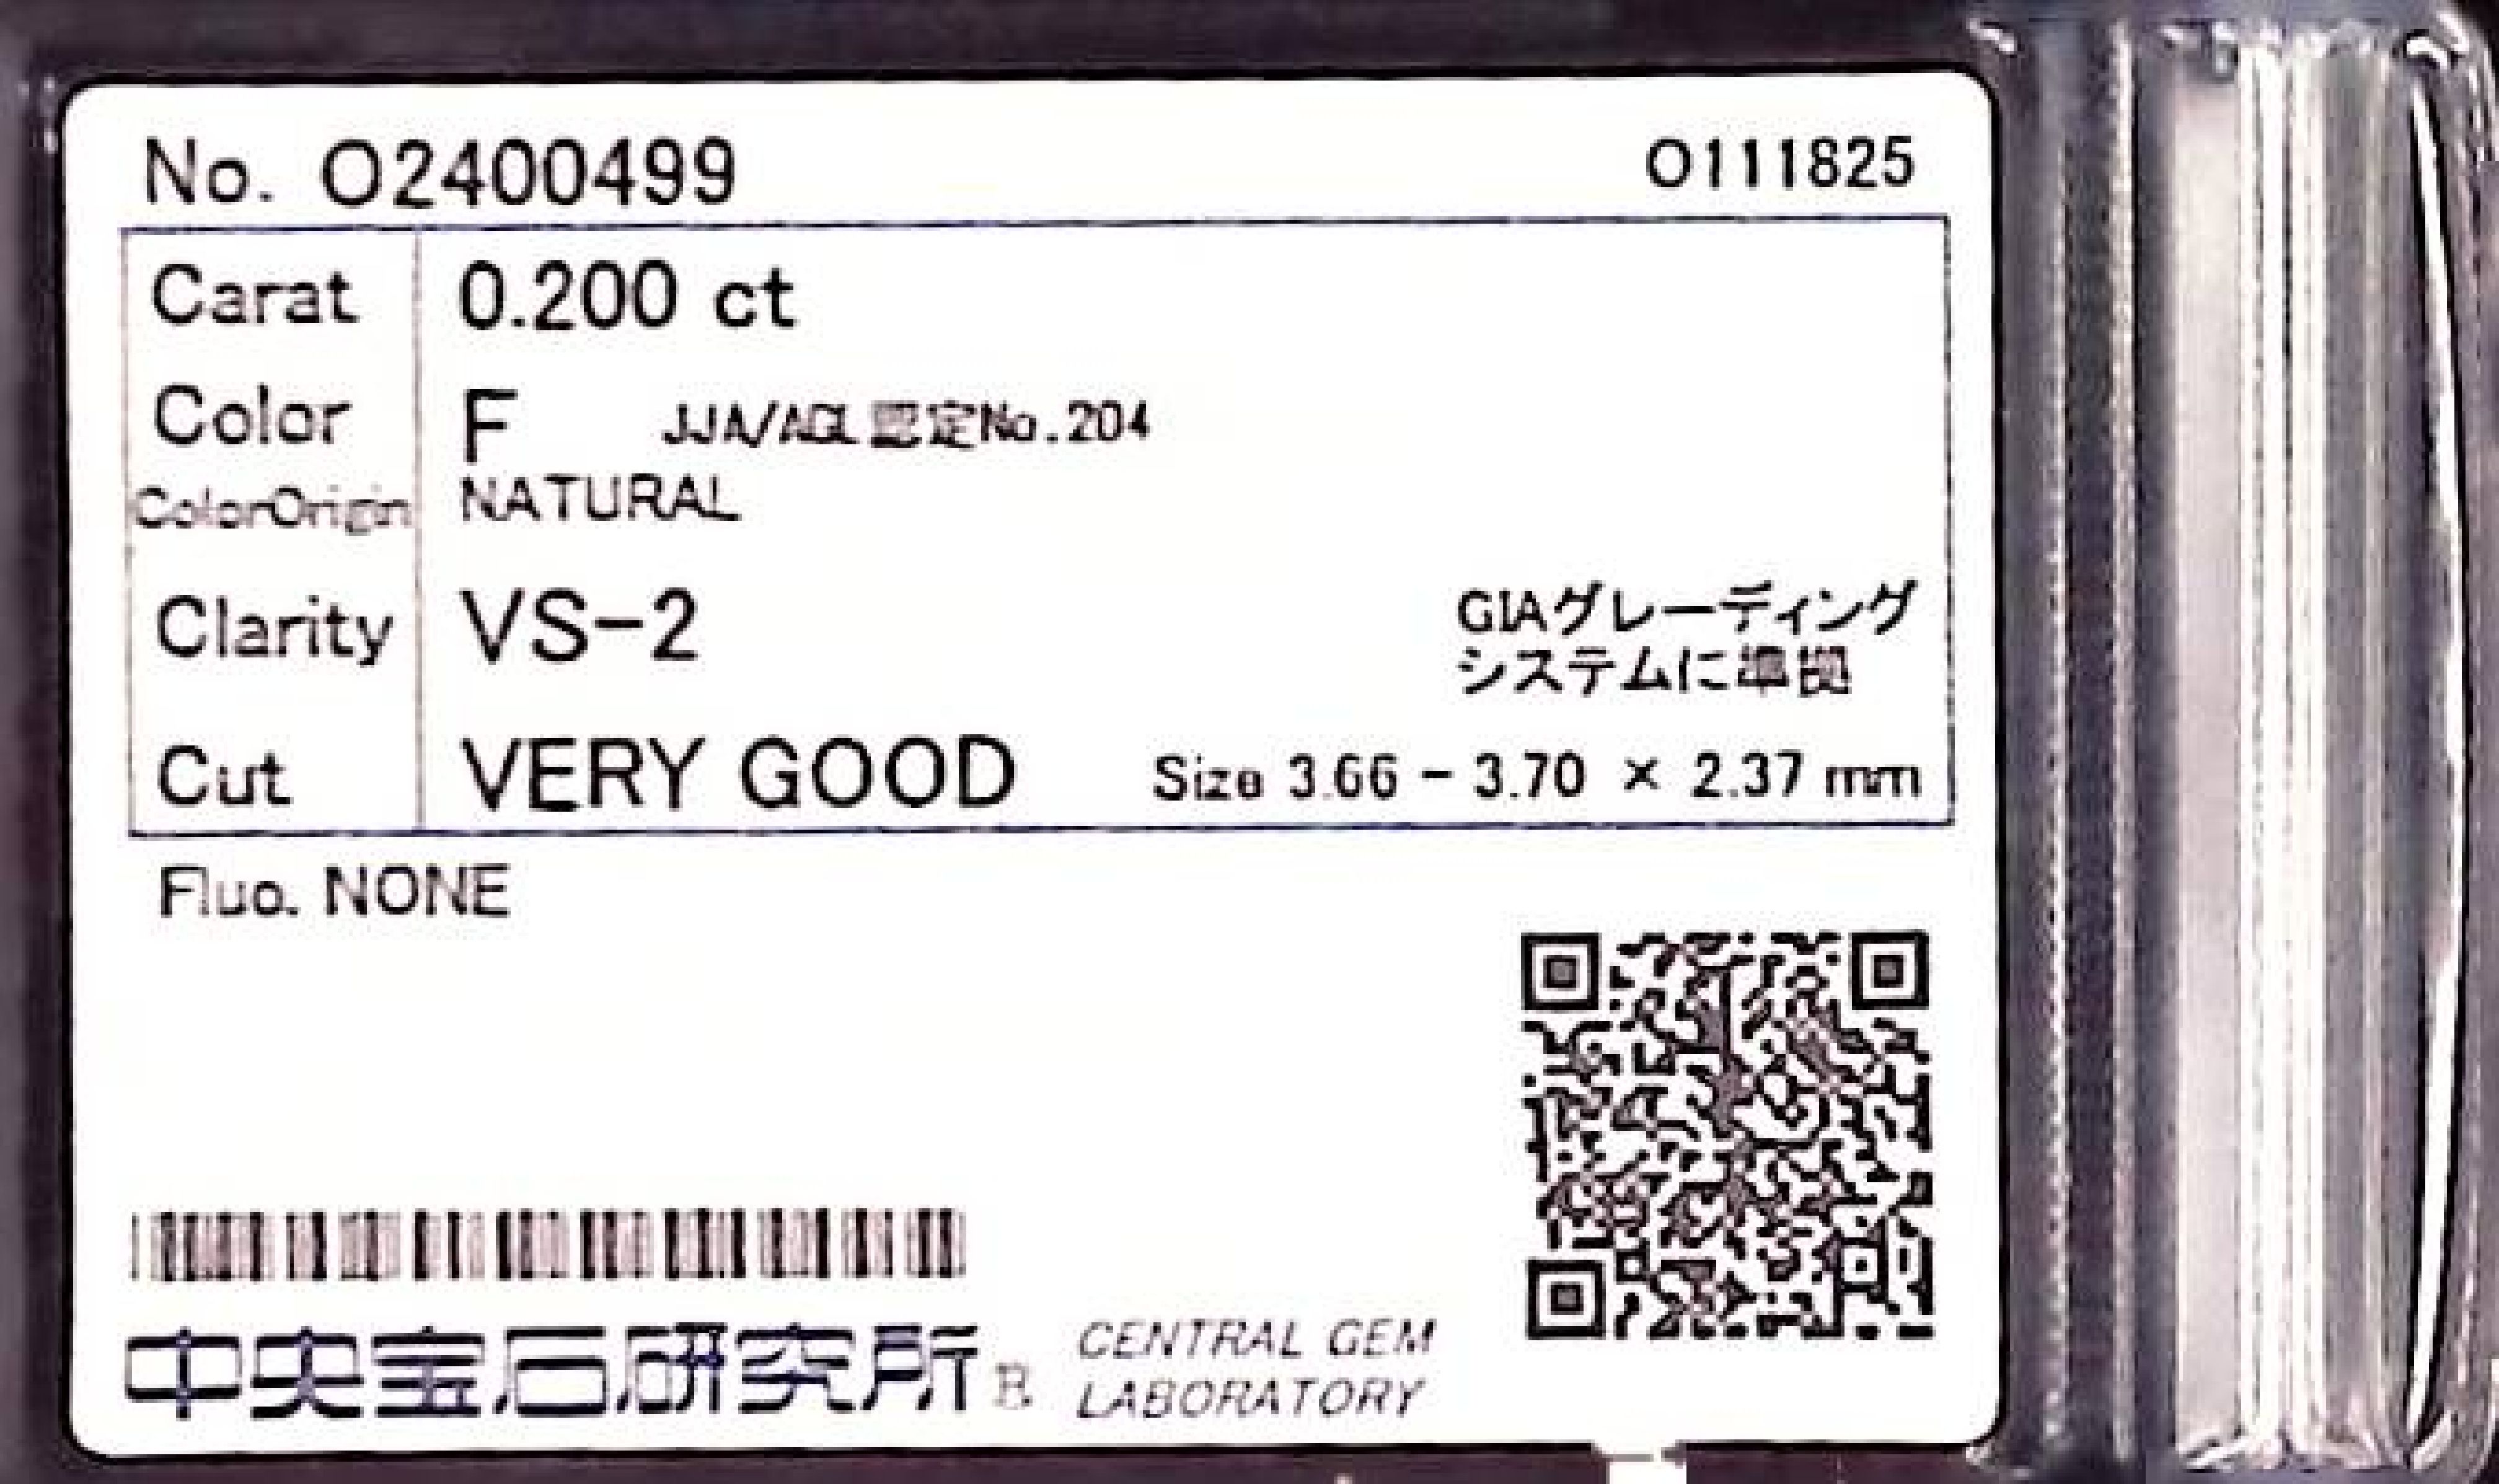 No. O2400499 O111825
Carat 0.200 ct
Color F JJA/AGL 認定No.204
ColorOrigin NATURAL
Clarity VS-2 GIAグレーディング
システムに準拠
Cut VERY GOOD Size 3.66 - 3.70 × 2.37 mm
Fluo. NONE
中央宝石研究所 B CENTRAL GEM
LABORATORY